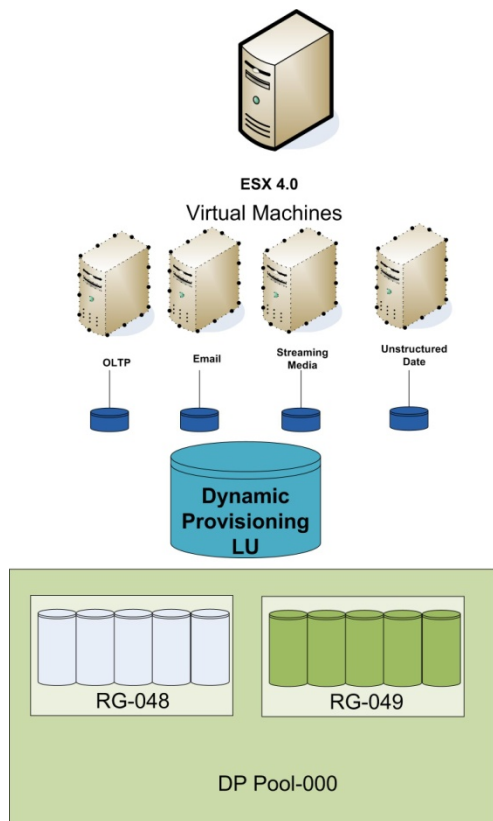 ESX 4.0
Virtual Machines
OLTP
Email
Streaming
Media
Unstructured
Date
Dynamic
Provisioning
LU
RG-048
RG-049
DP Pool-000